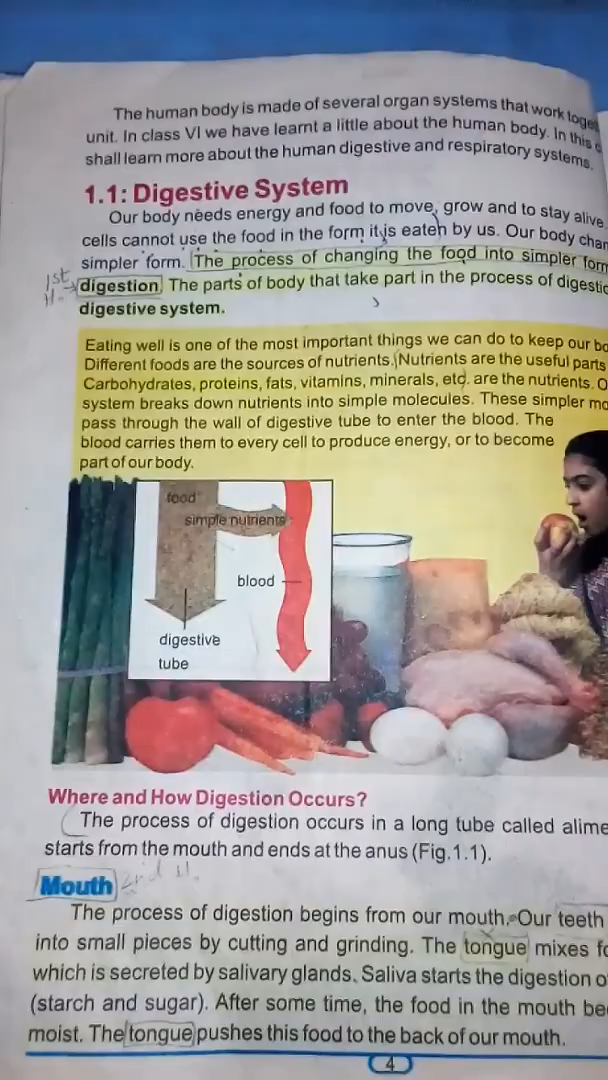 The human body is made of several organ systems that work toge
unit. In class VI we have learnt a little about the human body. In this c
shall learn more about the human digestive and respiratory systems.
1.1: Digestive System
Our body needs energy and food to move, grow and to stay alive.
cells cannot use the food in the form it is eaten by us. Our body chan
simpler form. The process of changing the food into simpler form
1st
digestion. The parts of body that take part in the process of digestio
digestive system.
Eating well is one of the most important things we can do to keep our bo
Different foods are the sources of nutrients. Nutrients are the useful parts
Carbohydrates, proteins, fats, vitamins, minerals, etc. are the nutrients. O
system breaks down nutrients into simple molecules. These simpler mo
pass through the wall of digestive tube to enter the blood. The
blood carries them to every cell to produce energy, or to become
part of our body.
food
simple nutrients
blood
digestive
tube
Where and How Digestion Occurs?
The process of digestion occurs in a long tube called alime
starts from the mouth and ends at the anus (Fig.1.1).
Mouth
The process of digestion begins from our mouth. Our teeth
into small pieces by cutting and grinding. The tongue mixes fo
which is secreted by salivary glands. Saliva starts the digestion o
(starch and sugar). After some time, the food in the mouth be
moist. The tongue pushes this food to the back of our mouth.
4